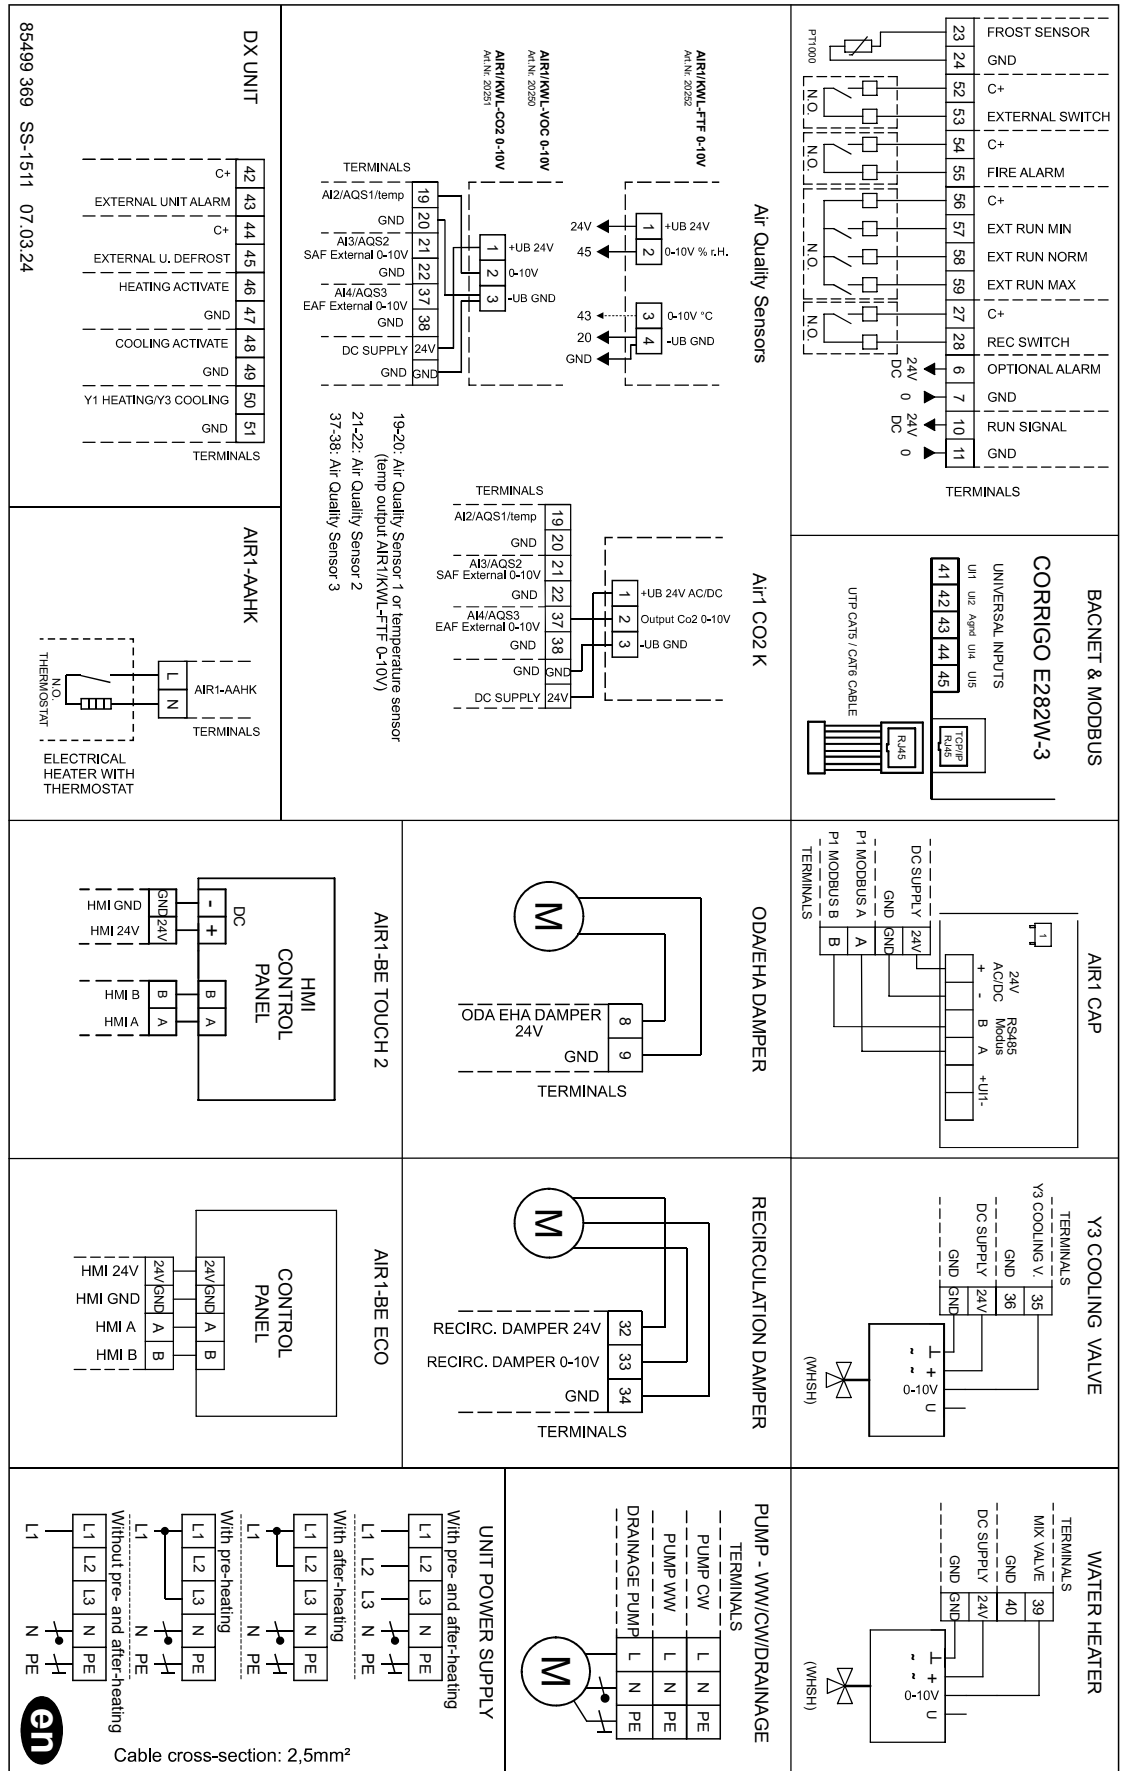 23 FROST SENSOR
24 GND
PT1000
52 C+
53 EXTERNAL SWITCH
N.O.
54 C+
55 FIRE ALARM
N.O.
56 C+
57 EXT RUN MIN
58 EXT RUN NORM
59 EXT RUN MAX
N.O.
27 C+
28 REC SWITCH
N.O.
6 OPTIONAL ALARM
24V DC
7 GND
0
10 RUN SIGNAL
24V DC
11 GND
0
TERMINALS
BACNET & MODBUS
CORRIGO E282W-3
UNIVERSAL INPUTS
UI1 UI2 Agnd UI4 UI5
41 42 43 44 45
TCP/IP
RJ45
RJ45
UTP CAT5 / CAT6 CABLE
AIR1 CAP
1
24V
AC/DC
RS485
Modus
+ - B A +UI1-
DC SUPPLY 24V
GND GND
P1 MODBUS A A
P1 MODBUS B B
TERMINALS
Y3 COOLING VALVE
TERMINALS
Y3 COOLING V. 35
GND 36
DC SUPPLY 24V
GND GND
⊥ +
~ ~
0-10V
U
(WHSH)
WATER HEATER
TERMINALS
MIX VALVE 39
GND 40
DC SUPPLY 24V
GND GND
⊥ +
~ ~
0-10V
U
(WHSH)
Air Quality Sensors
AIR1/KWL-FTF 0-10V
Art.Nr. 20252
1 +UB 24V
2 0-10V % r.H.
3 0-10V °C
4 -UB GND
24V
45
43
20
GND
AIR1/KWL-VOC 0-10V
Art.Nr. 20250
AIR1/KWL-CO2 0-10V
Art.Nr. 20251
1 +UB 24V
2 0-10V
3 -UB GND
TERMINALS
AI2/AQS1/temp 19
GND 20
AI3/AQS2
SAF External 0-10V 21
GND 22
AI4/AQS3
EAF External 0-10V 37
GND 38
DC SUPPLY 24V
GND GND
19-20: Air Quality Sensor 1 or temperature sensor
(temp output AIR1/KWL-FTF 0-10V)
21-22: Air Quality Sensor 2
37-38: Air Quality Sensor 3
Air1 CO2 K
TERMINALS
AI2/AQS1/temp 19
GND 20
AI3/AQS2
SAF External 0-10V 21
GND 22
AI4/AQS3
EAF External 0-10V 37
GND 38
GND GND
DC SUPPLY 24V
1 +UB 24V AC/DC
2 Output Co2 0-10V
3 -UB GND
DX UNIT
C+ 42
EXTERNAL UNIT ALARM 43
C+ 44
EXTERNAL U. DEFROST 45
HEATING ACTIVATE 46
GND 47
COOLING ACTIVATE 48
GND 49
Y1 HEATING/Y3 COOLING 50
GND 51
TERMINALS
85499 369 SS-1511 07.03.24
AIR1-AAHK
L
N
AIR1-AAHK
TERMINALS
N.O.
THERMOSTAT
ELECTRICAL
HEATER WITH
THERMOSTAT
ODA/EHA DAMPER
M
ODA EHA DAMPER
24V 8
GND 9
TERMINALS
AIR1-BE TOUCH 2
HMI
CONTROL
PANEL
DC
- +
B A
HMI GND GND
HMI 24V 24V
HMI B B
HMI A A
RECIRCULATION DAMPER
M
RECIRC. DAMPER 24V 32
RECIRC. DAMPER 0-10V 33
GND 34
TERMINALS
AIR1-BE ECO
CONTROL
PANEL
HMI 24V 24V 24V
HMI GND GND GND
HMI A A A
HMI B B B
PUMP - WW/CW/DRAINAGE
TERMINALS
PUMP CW L N PE
PUMP WW L N PE
DRAINAGE PUMP L N PE
M
UNIT POWER SUPPLY
With pre- and after-heating
L1 L2 L3 N PE
L1 L2 L3 N PE
With after-heating
L1 L2 L3 N PE
L1 N PE
With pre-heating
L1 L2 L3 N PE
L1 N PE
Without pre- and after-heating
L1 L2 L3 N PE
L1 N PE
Cable cross-section: 2,5mm²
en